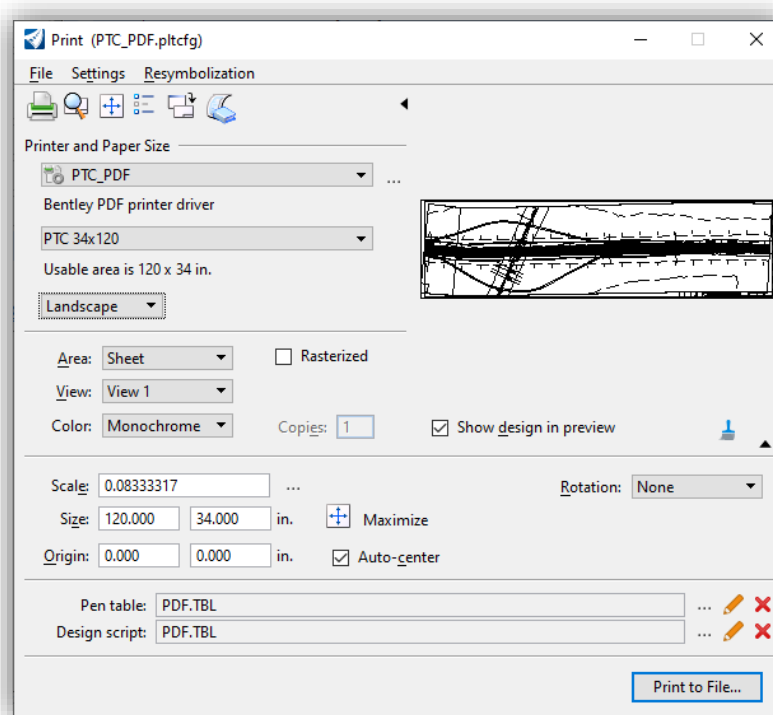 Print (PTC_PDF.pltcfg)
File Settings Resymbolization
Printer and Paper Size
PTC_PDF ...
Bentley PDF printer driver
PTC 34x120
Usable area is 120 x 34 in.
Landscape
Area: Sheet Rasterized
View: View 1
Color: Monochrome Copies: 1 Show design in preview
Scale: 0.08333317 ... Rotation: None
Size: 120.000 34.000 in. Maximize
Origin: 0.000 0.000 in. Auto-center
Pen table: PDF.TBL ...
Design script: PDF.TBL ...
Print to File...